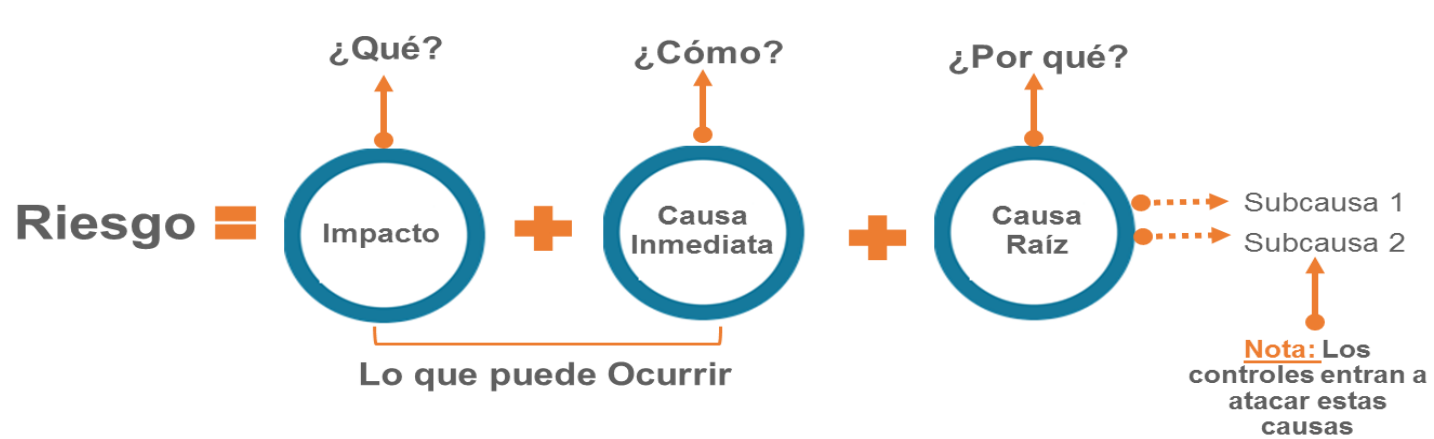 ¿Qué?
¿Cómo?
¿Por qué?
Riesgo =
Impacto
+
Causa
Inmediata
+
Causa
Raíz
Subcausa 1
Subcausa 2
Lo que puede Ocurrir
Nota: Los
controles entran a
atacar estas
causas